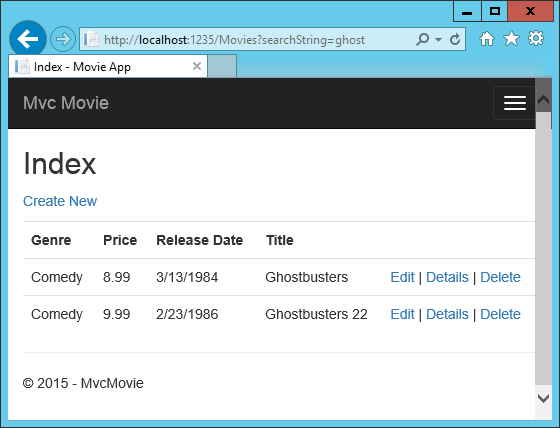 http://localhost:1235/Movies?searchString=ghost
Index - Movie App
Mvc Movie
Index
Create New
Genre Price Release Date Title
Comedy 8.99 3/13/1984 Ghostbusters Edit | Details | Delete
Comedy 9.99 2/23/1986 Ghostbusters 22 Edit | Details | Delete
© 2015 - MvcMovie